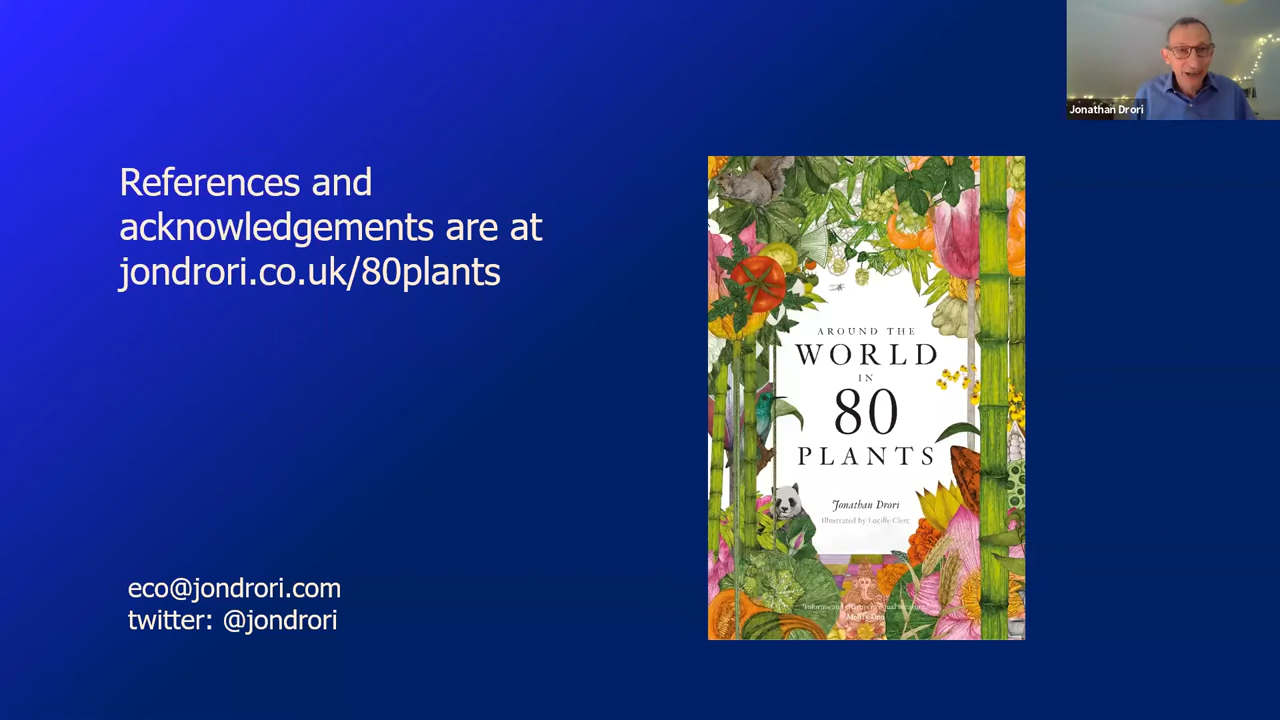 Jonathan Drori
References and
acknowledgements are at
jondrori.co.uk/80plants
AROUND THE
WORLD
IN
80
PLANTS
Jonathan Drori
Illustrated by Lucille Clerc
eco@jondrori.com
twitter: @jondrori